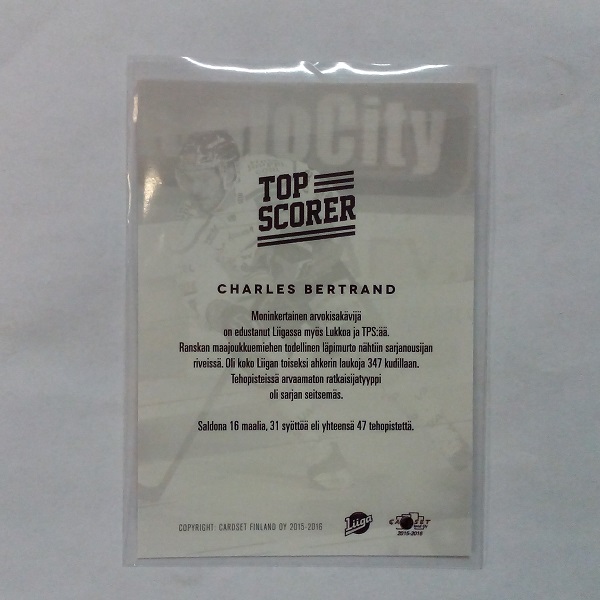 doCity
TOP
SCORER
CHARLES BERTRAND
Moninkertainen arvokisakävijä
on edustanut Liigassa myös Lukkoa ja TPS:ää.
Ranskan maajoukkuemiehen todellinen läpimurto nähtiin sarjanousijan
riveissä. Oli koko Liigan toiseksi ahkerin laukoja 347 kudillaan.
Tehopisteissä arvaamaton ratkaisijatyyppi
oli sarjan seitsemäs.
Saldona 16 maalia, 31 syöttöä eli yhteensä 47 tehopistettä.
COPYRIGHT: CARDSET FINLAND OY 2015-2016
Liiga
CARDSET
2015-2016